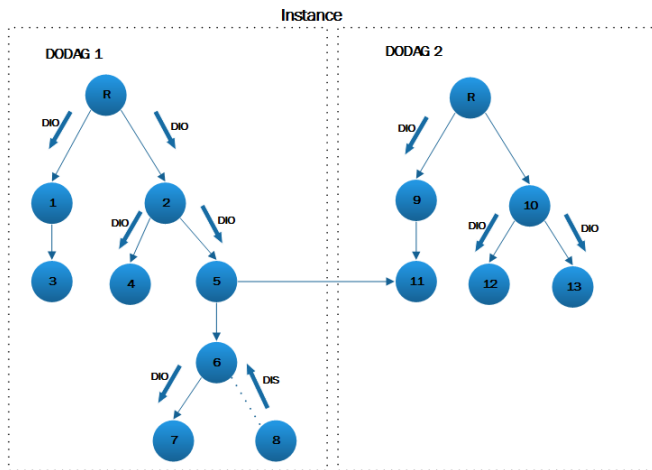 Instance
DODAG 1
DODAG 2
R
R
DIO
DIO
DIO
1
2
9
10
DIO
DIO
DIO
DIO
3
4
5
11
12
13
6
DIO
DIS
7
8